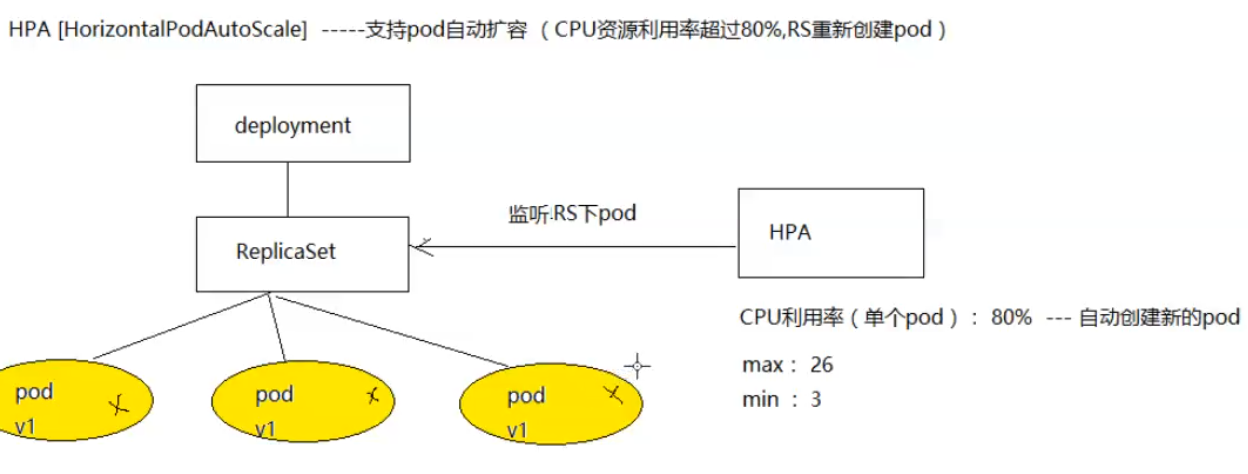 HPA [HorizontalPodAutoScale] -----支持pod自动扩容（CPU资源利用率超过80%,RS重新创建pod）
deployment
监听:RS下pod
ReplicaSet
HPA
CPU利用率（单个pod）： 80% --- 自动创建新的pod
max： 26
min ： 3
pod
v1
pod
v1
pod
v1